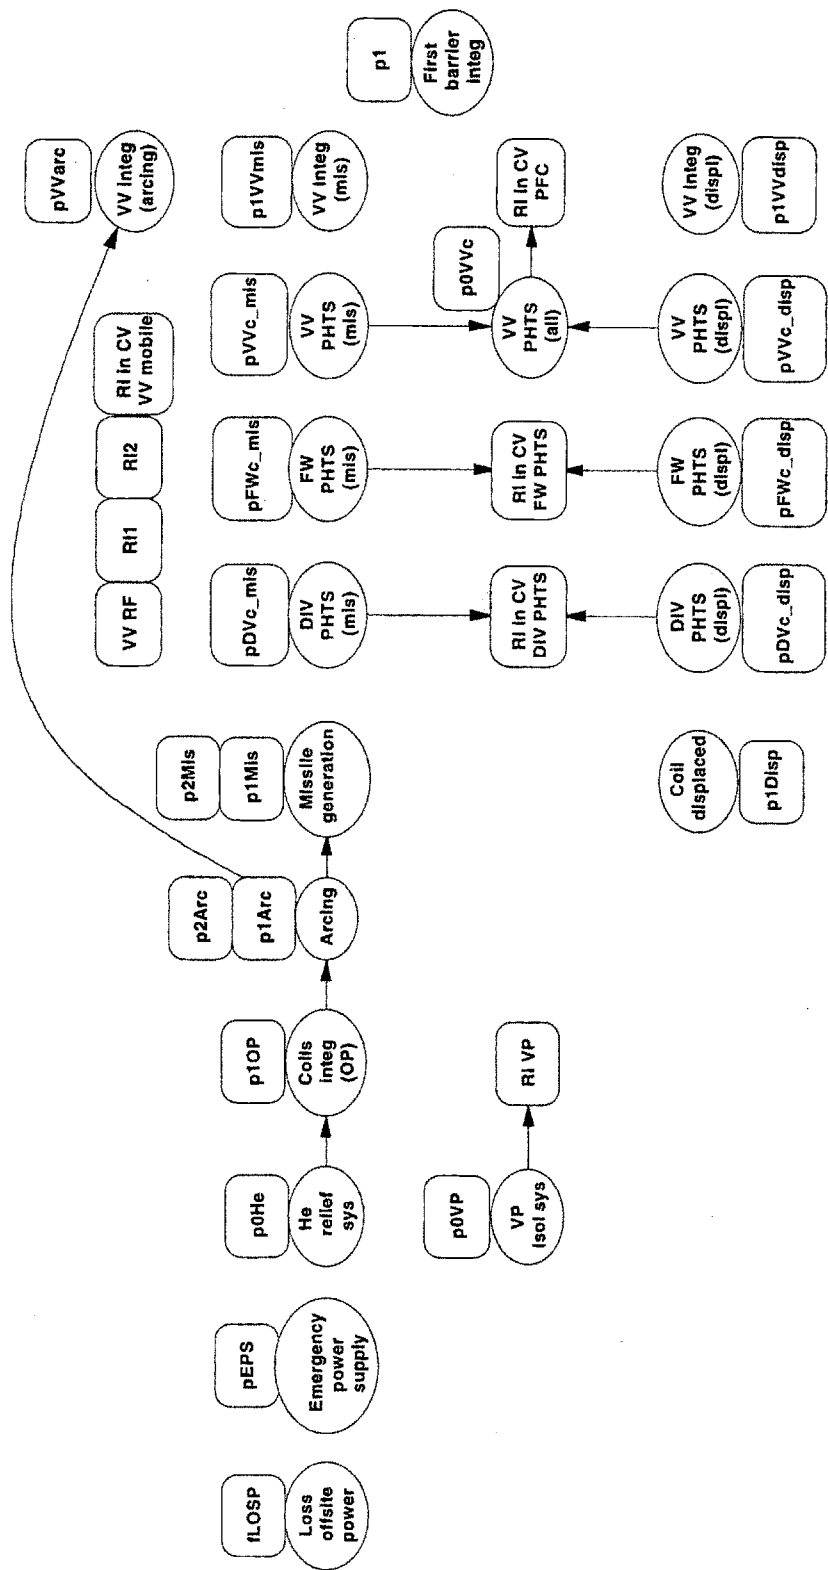 pVVarc
VV integ
(arcing)
RI in CV
VV mobile
RI2
RI1
VV RF
p1
First
barrier
integ
p1VVmis
VV integ
(mis)
pVVc_mis
VV
PHTS
(mis)
pFWc_mis
FW
PHTS
(mis)
pDVc_mis
DIV
PHTS
(mis)
p2Mis
p1Mis
Missile
generation
p2Arc
p1Arc
Arcing
p1OP
Coils
integ
(OP)
p0He
He
relief
sys
pEPS
Emergency
power
supply
fLOSP
Loss
offsite
power
RI in CV
PFC
p0VVc
VV
PHTS
(all)
RI in CV
FW PHTS
RI in CV
DIV PHTS
RI VP
p0VP
VP
isol sys
VV integ
(displ)
p1VVdisp
VV
PHTS
(displ)
pVVc_disp
FW
PHTS
(displ)
pFWc_disp
DIV
PHTS
(displ)
pDVc_disp
Coil
displaced
p1Disp